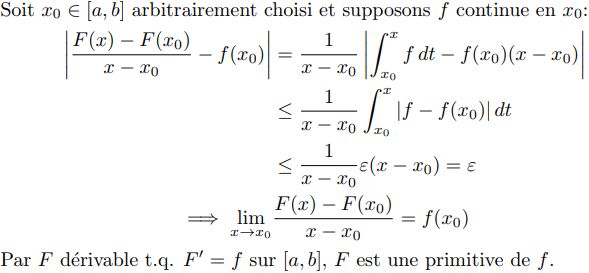 Soit $x_0 \in [a, b]$ arbitrairement choisi et supposons $f$ continue en $x_0$:
$\left| \frac{F(x) - F(x_0)}{x - x_0} - f(x_0) \right| = \frac{1}{x - x_0} \left| \int_{x_0}^{x} f \, dt - f(x_0)(x - x_0) \right|$
$\leq \frac{1}{x - x_0} \int_{x_0}^{x} |f - f(x_0)| \, dt$
$\leq \frac{1}{x - x_0} \varepsilon (x - x_0) = \varepsilon$
$\implies \lim_{x \to x_0} \frac{F(x) - F(x_0)}{x - x_0} = f(x_0)$
Par $F$ dérivable t.q. $F' = f$ sur $[a, b]$, $F$ est une primitive de $f$.